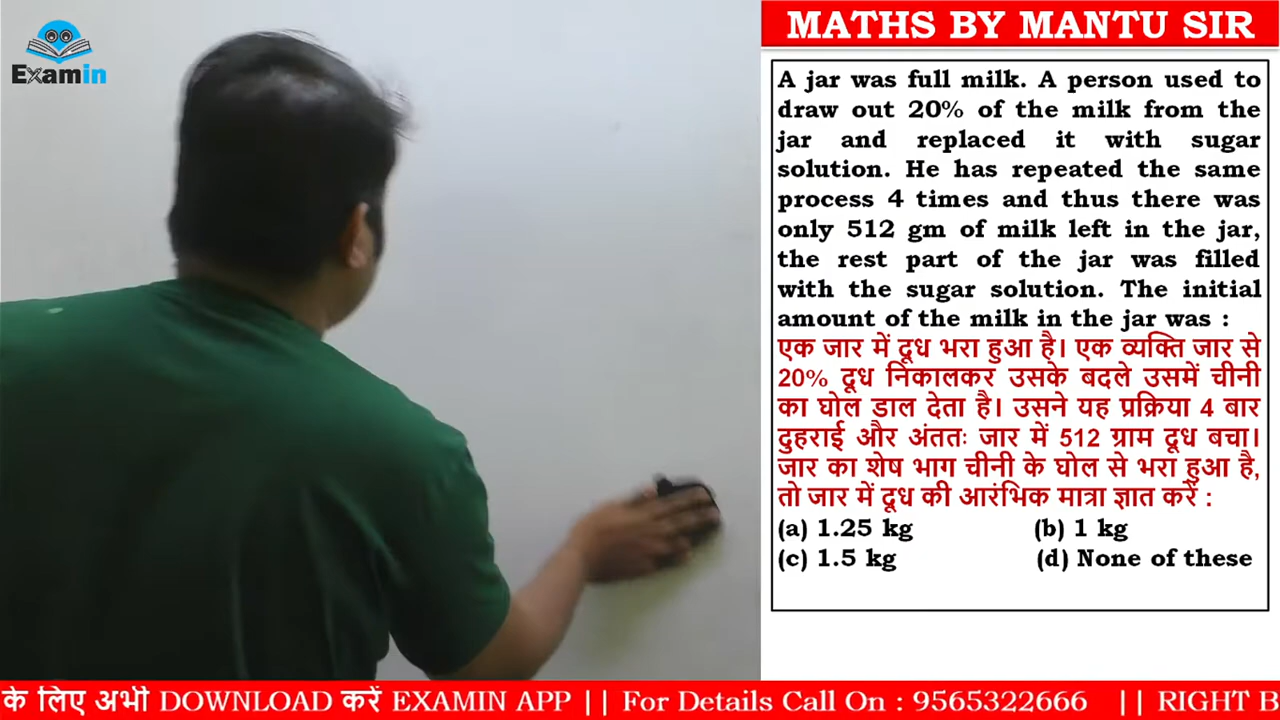 Examin
MATHS BY MANTU SIR
A jar was full milk. A person used to
draw out 20% of the milk from the
jar and replaced it with sugar
solution. He has repeated the same
process 4 times and thus there was
only 512 gm of milk left in the jar,
the rest part of the jar was filled
with the sugar solution. The initial
amount of the milk in the jar was :
एक जार में दूध भरा हुआ है। एक व्यक्ति जार से
20% दूध निकालकर उसके बदले उसमें चीनी
का घोल डाल देता है। उसने यह प्रक्रिया 4 बार
दुहराई और अंततः जार में 512 ग्राम दूध बचा।
जार का शेष भाग चीनी के घोल से भरा हुआ है,
तो जार में दूध की आरंभिक मात्रा ज्ञात करें :
(a) 1.25 kg (b) 1 kg
(c) 1.5 kg (d) None of these
के लिए अभी DOWNLOAD करें EXAMIN APP || For Details Call On : 9565322666 || RIGHT B